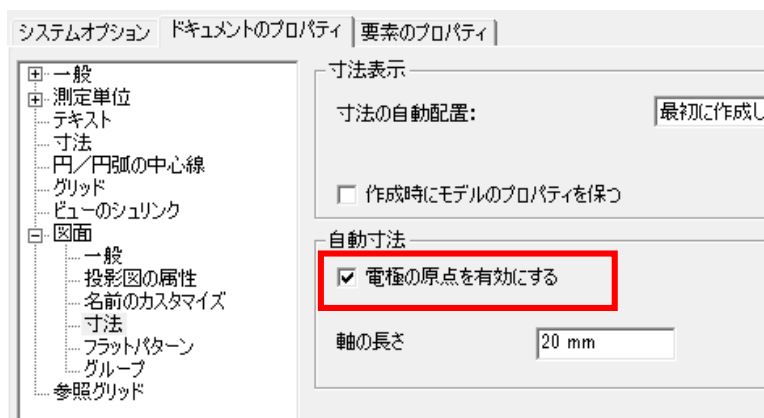 システムオプション ドキュメントのプロパティ 要素のプロパティ
一般
測定単位
テキスト
寸法
円／円弧の中心線
グリッド
ビューのシュリンク
図面
一般
投影図の属性
名前のカスタマイズ
寸法
フラットパターン
グループ
参照グリッド
寸法表示
寸法の自動配置:
最初に作成し
作成時にモデルのプロパティを保つ
自動寸法
電極の原点を有効にする
軸の長さ
20 mm